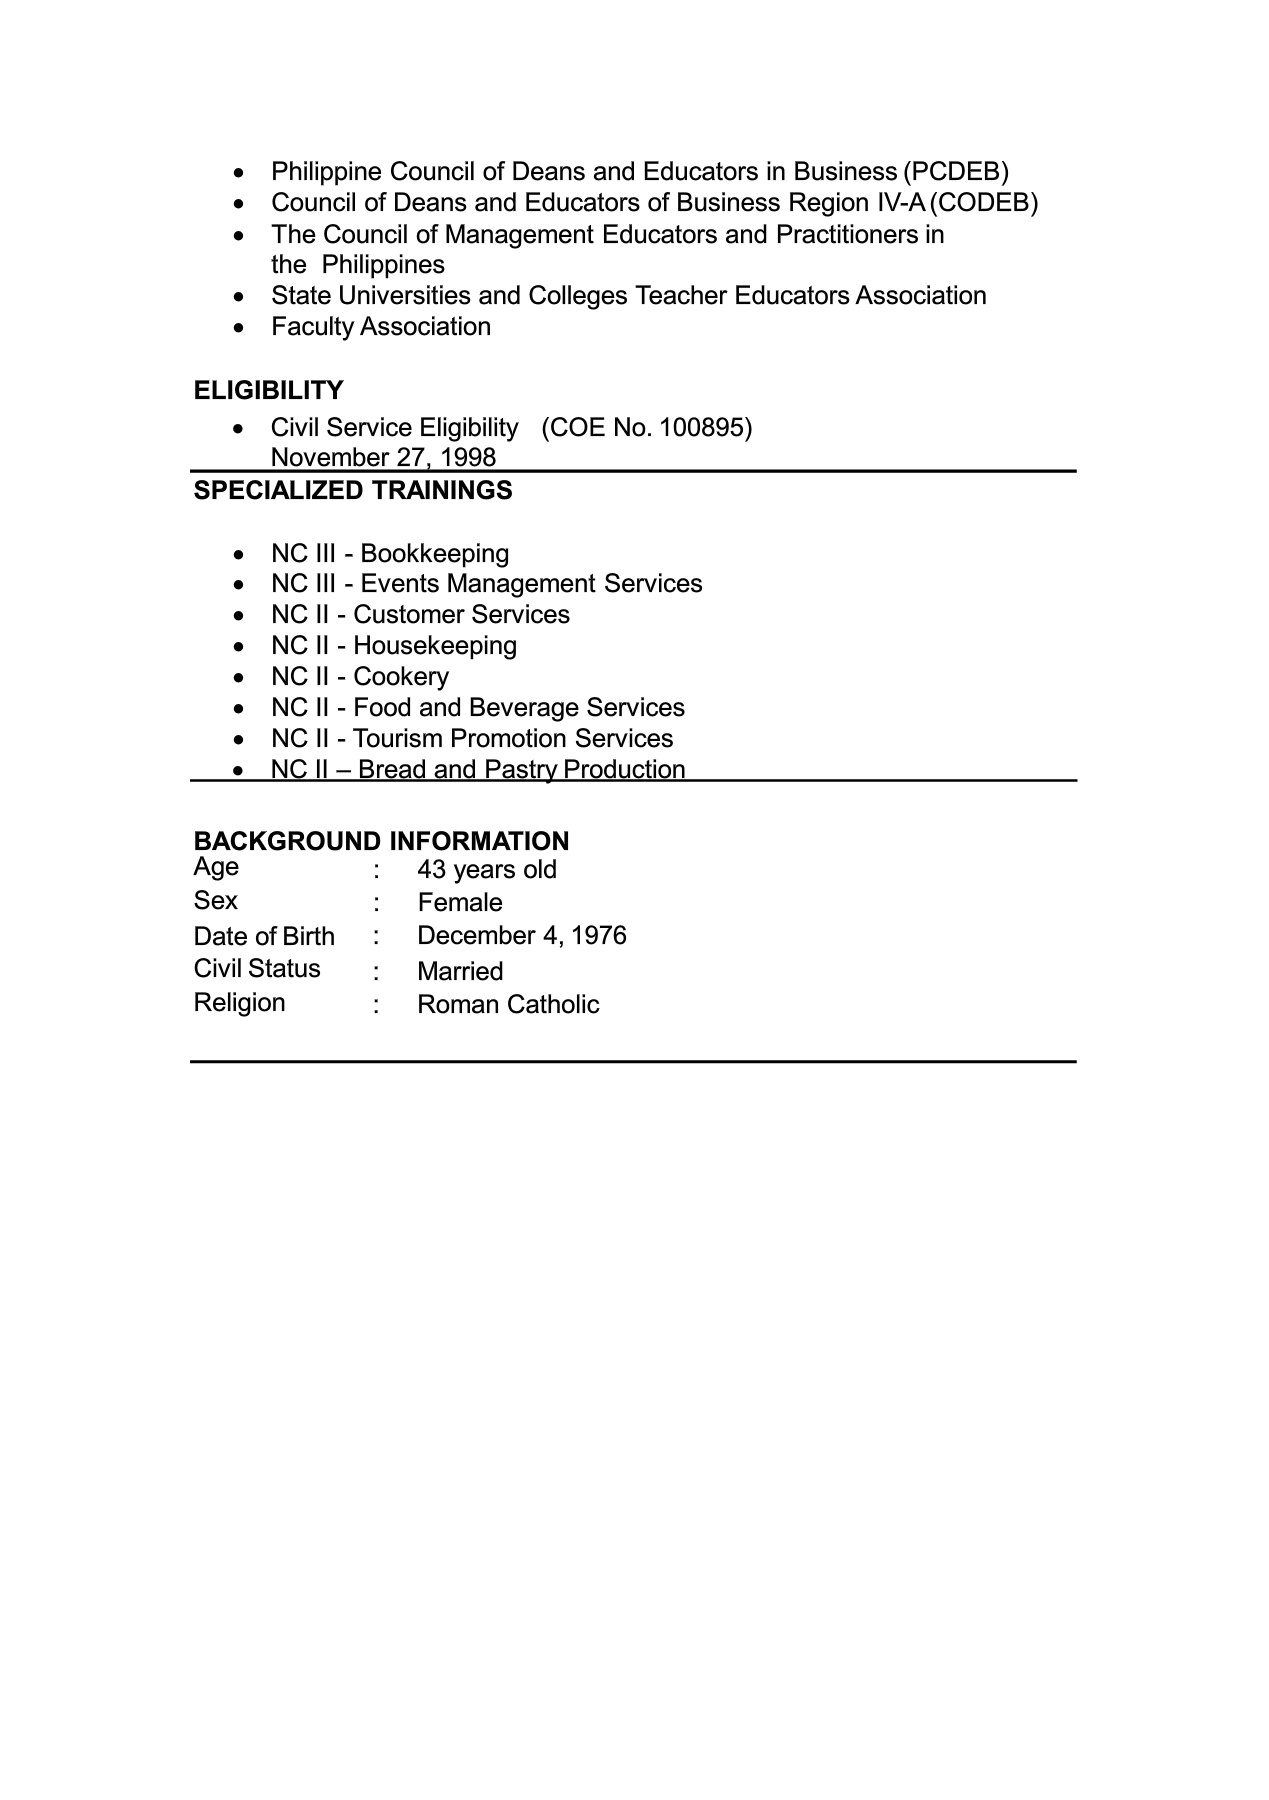 • Philippine Council of Deans and Educators in Business (PCDEB)
• Council of Deans and Educators of Business Region IV-A (CODEB)
• The Council of Management Educators and Practitioners in
the Philippines
• State Universities and Colleges Teacher Educators Association
• Faculty Association
ELIGIBILITY
• Civil Service Eligibility (COE No. 100895)
November 27, 1998
SPECIALIZED TRAININGS
• NC III - Bookkeeping
• NC III - Events Management Services
• NC II - Customer Services
• NC II - Housekeeping
• NC II - Cookery
• NC II - Food and Beverage Services
• NC II - Tourism Promotion Services
• NC II – Bread and Pastry Production
BACKGROUND INFORMATION
Age : 43 years old
Sex : Female
Date of Birth : December 4, 1976
Civil Status : Married
Religion : Roman Catholic